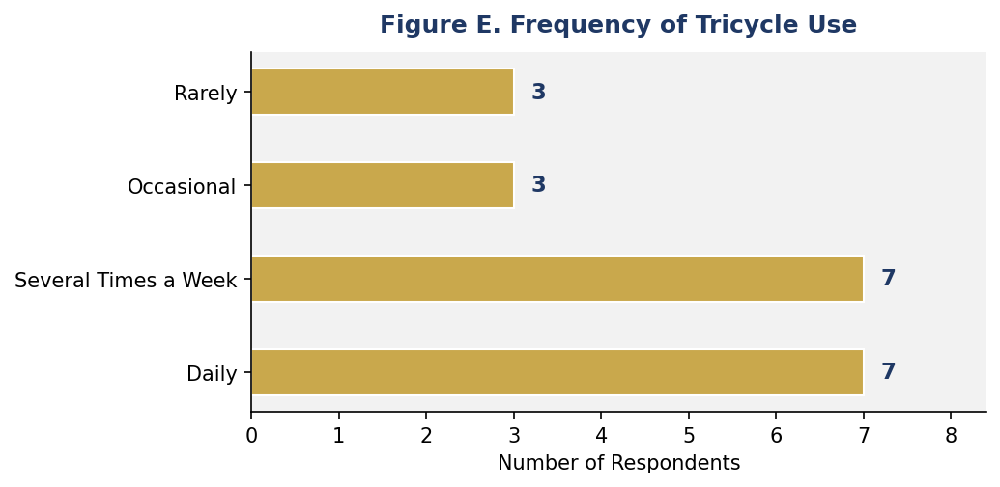 Figure E. Frequency of Tricycle Use
Rarely
3
Occasional
3
Several Times a Week
7
Daily
7
0 1 2 3 4 5 6 7 8
Number of Respondents